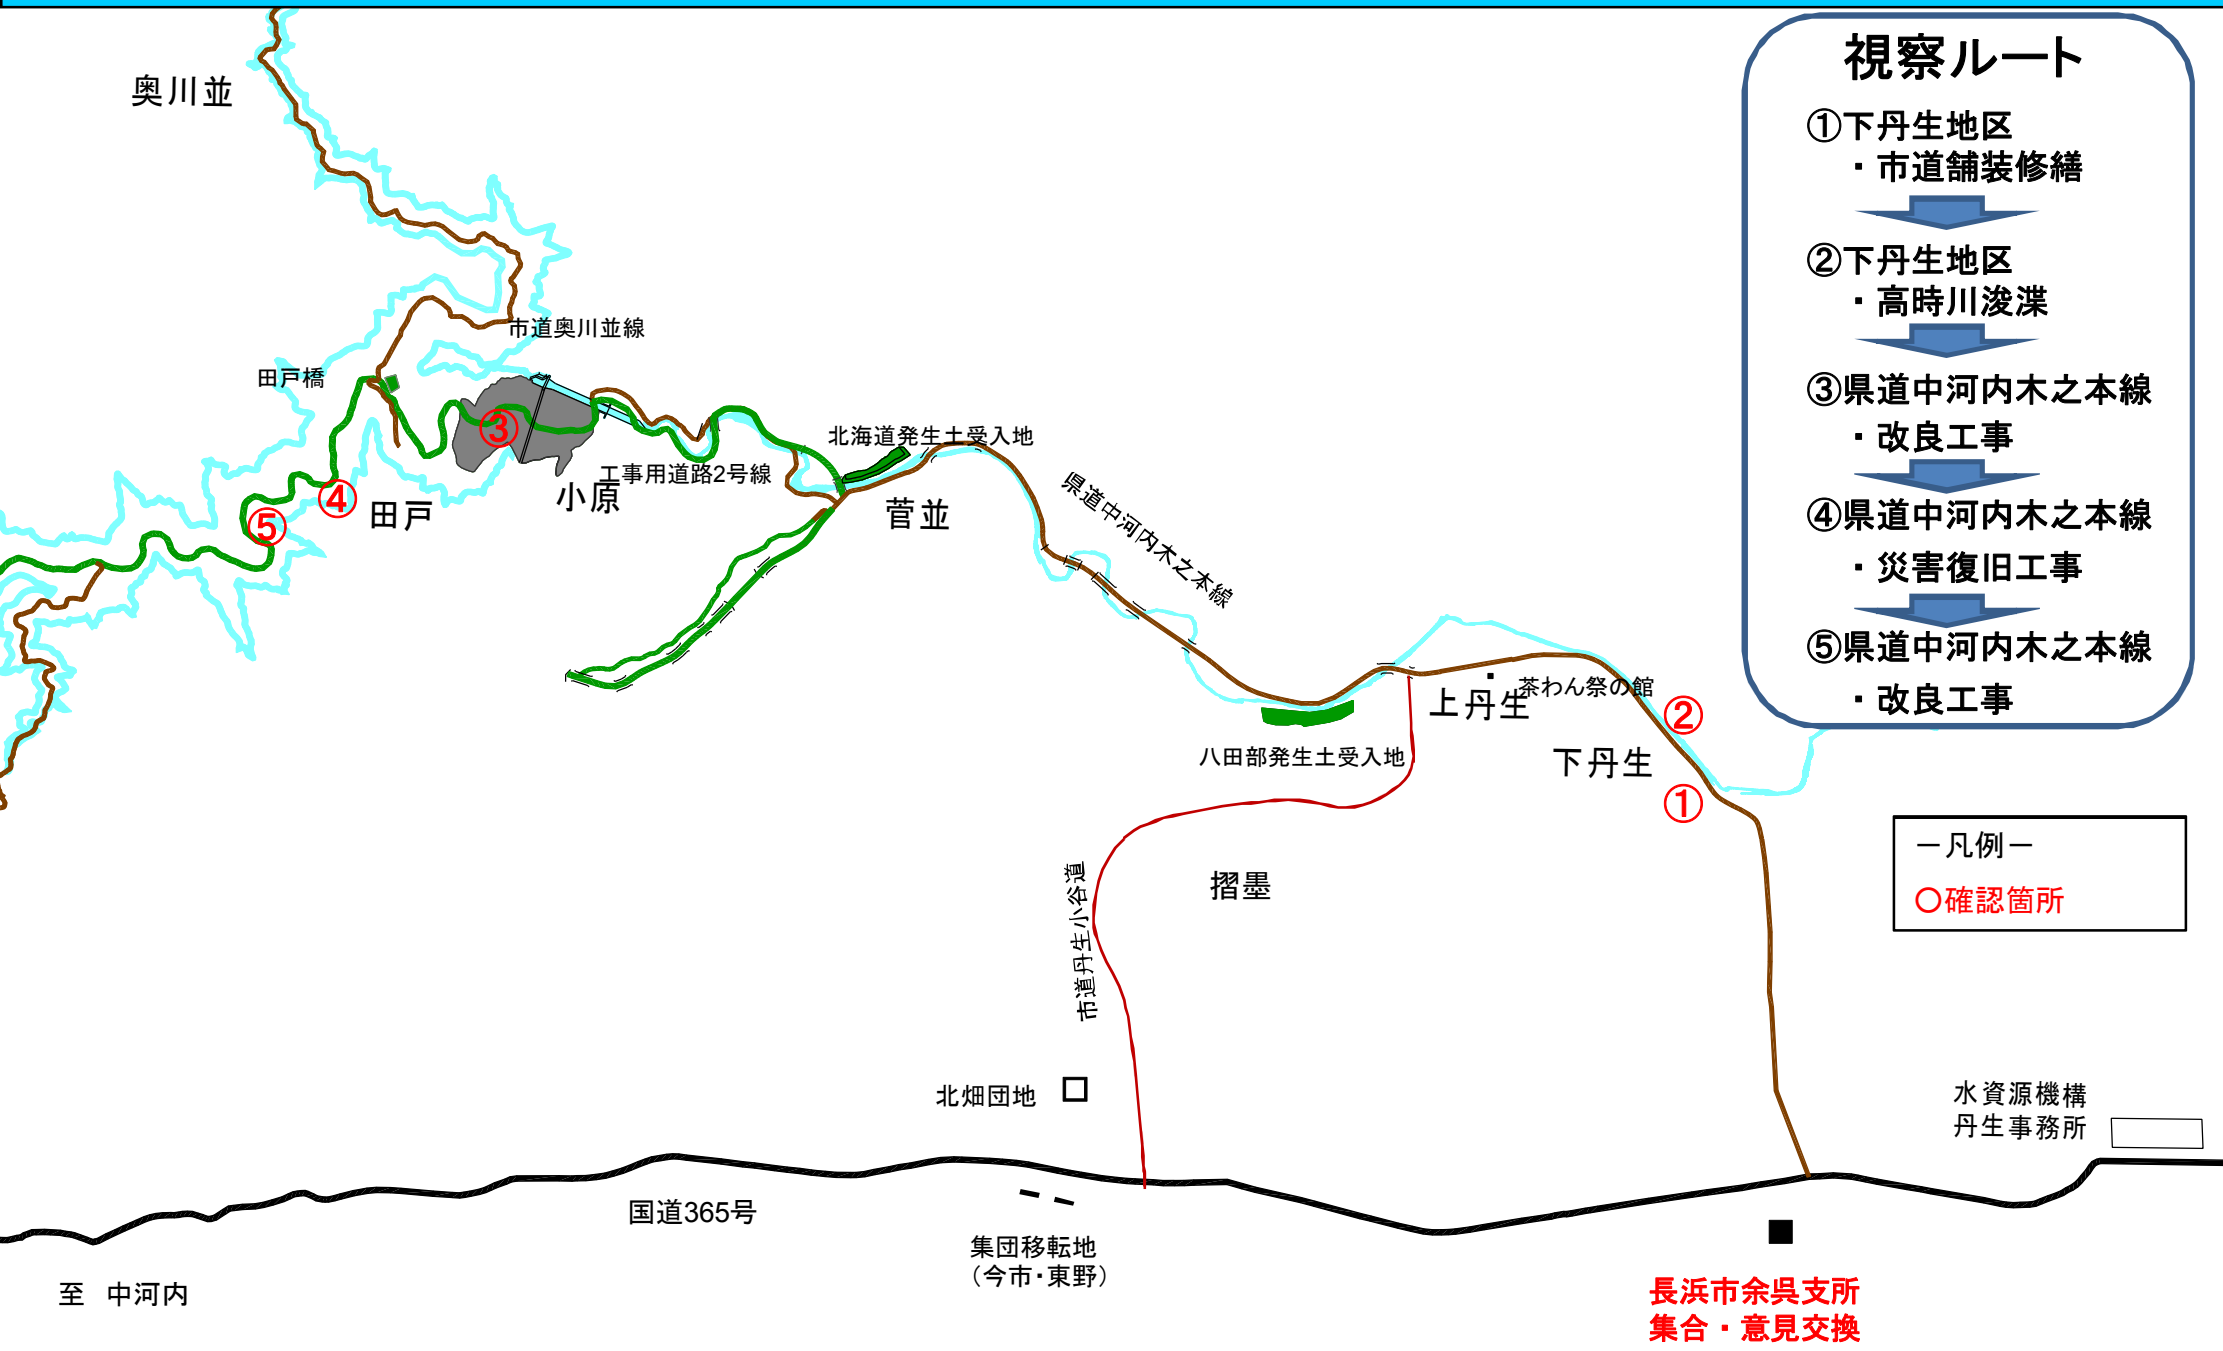 視察ルート
①下丹生地区
・市道舗装修繕
②下丹生地区
・高時川浚渫
③県道中河内木之本線
・改良工事
④県道中河内木之本線
・災害復旧工事
⑤県道中河内木之本線
・改良工事
奥川並
市道奥川並線
田戸橋
③
北海道発生土受入地
工事用道路2号線
小原
④
田戸
⑤
菅並
県道中河内木之本線
茶わん祭の館
上丹生
②
八田部発生土受入地
下丹生
①
－凡例－
○確認箇所
摺墨
市道丹生小谷道
北畑団地
水資源機構
丹生事務所
国道365号
集団移転地
（今市・東野）
至　中河内
長浜市余呉支所
集合・意見交換